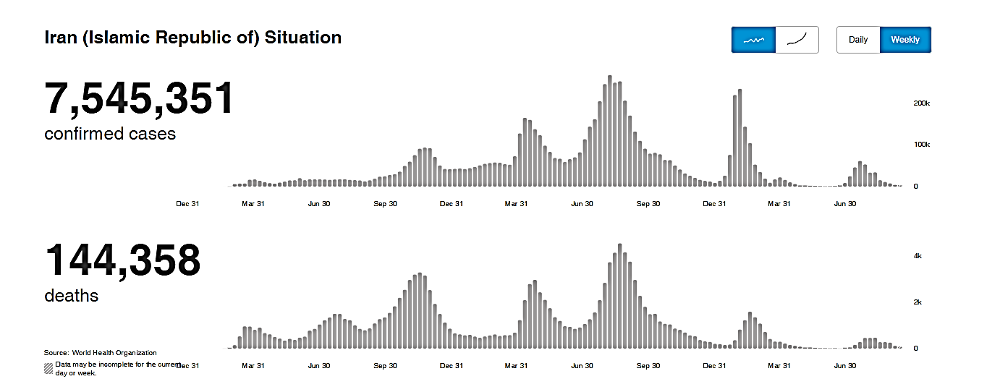 Iran (Islamic Republic of) Situation
Daily
Weekly
7,545,351
confirmed cases
200k
100k
0
Dec 31
Mar 31
Jun 30
Sep 30
Dec 31
Mar 31
Jun 30
Sep 30
Dec 31
Mar 31
Jun 30
144,358
deaths
4k
2k
0
Source: World Health Organization
Data may be incomplete for the current
day or week.
Dec 31
Mar 31
Jun 30
Sep 30
Dec 31
Mar 31
Jun 30
Sep 30
Dec 31
Mar 31
Jun 30